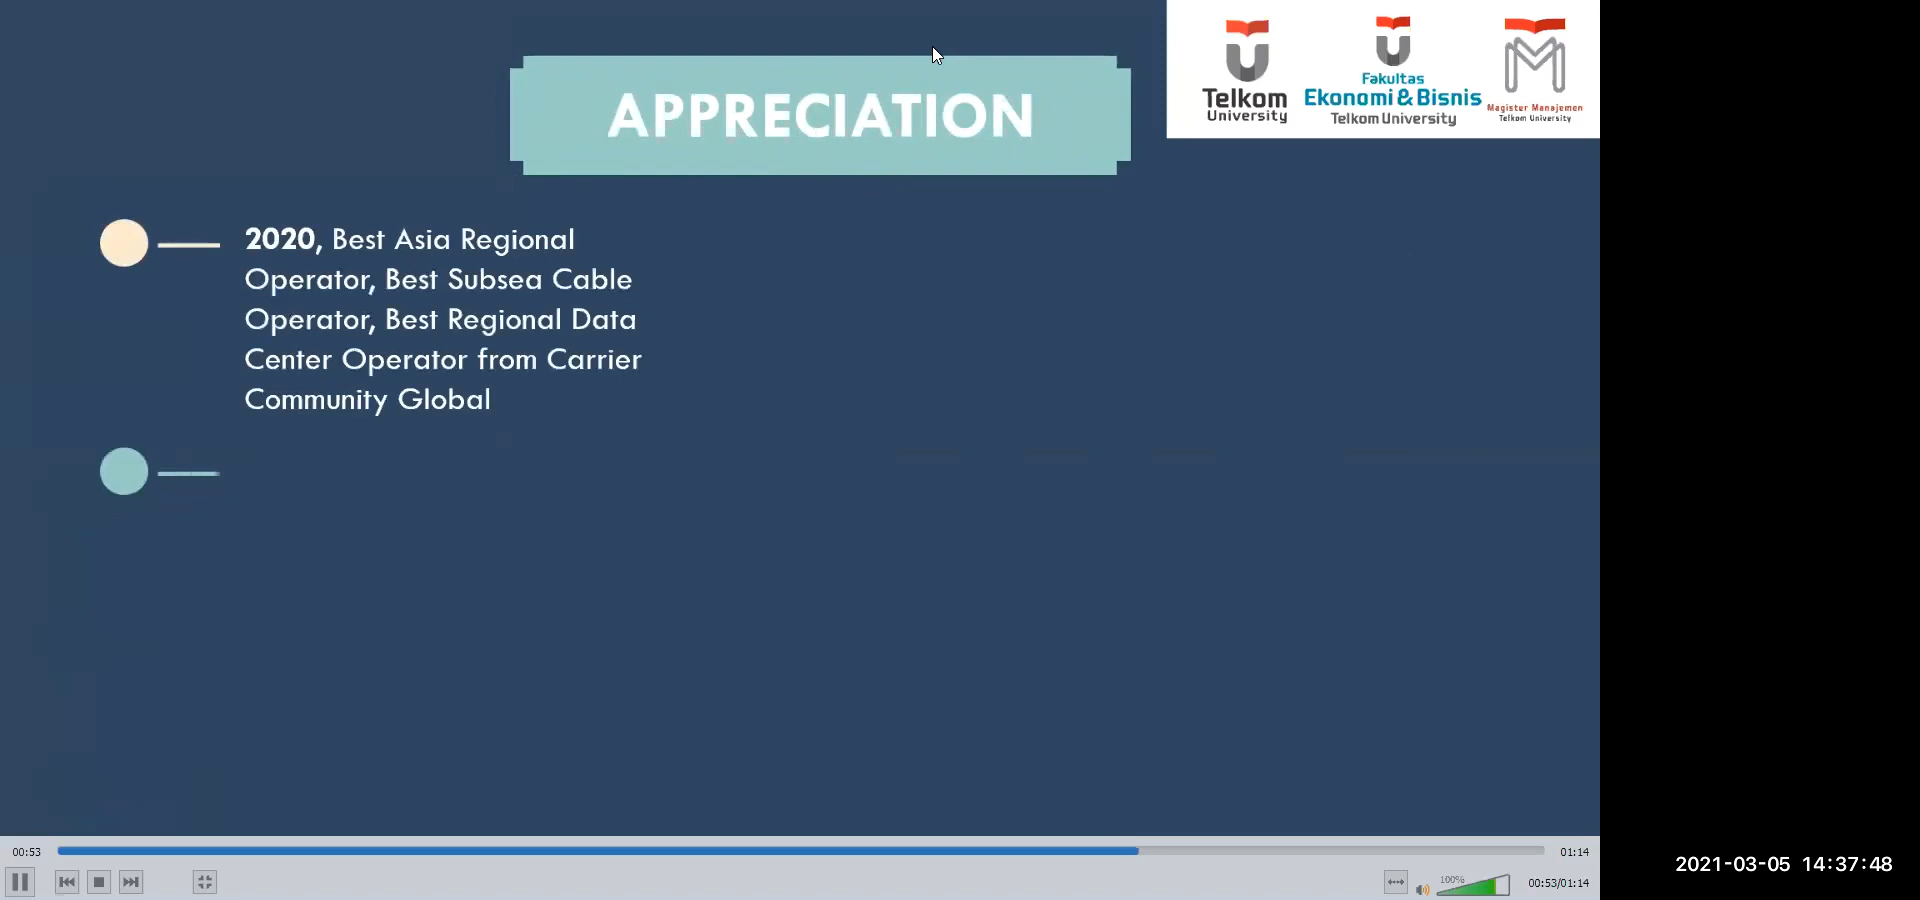 APPRECIATION
Telkom
University
Fakultas
Ekonomi & Bisnis
Telkom University
Magister Manajemen
Telkom University
2020, Best Asia Regional
Operator, Best Subsea Cable
Operator, Best Regional Data
Center Operator from Carrier
Community Global
00:53
01:14
100%
00:53/01:14
2021-03-05 14:37:48